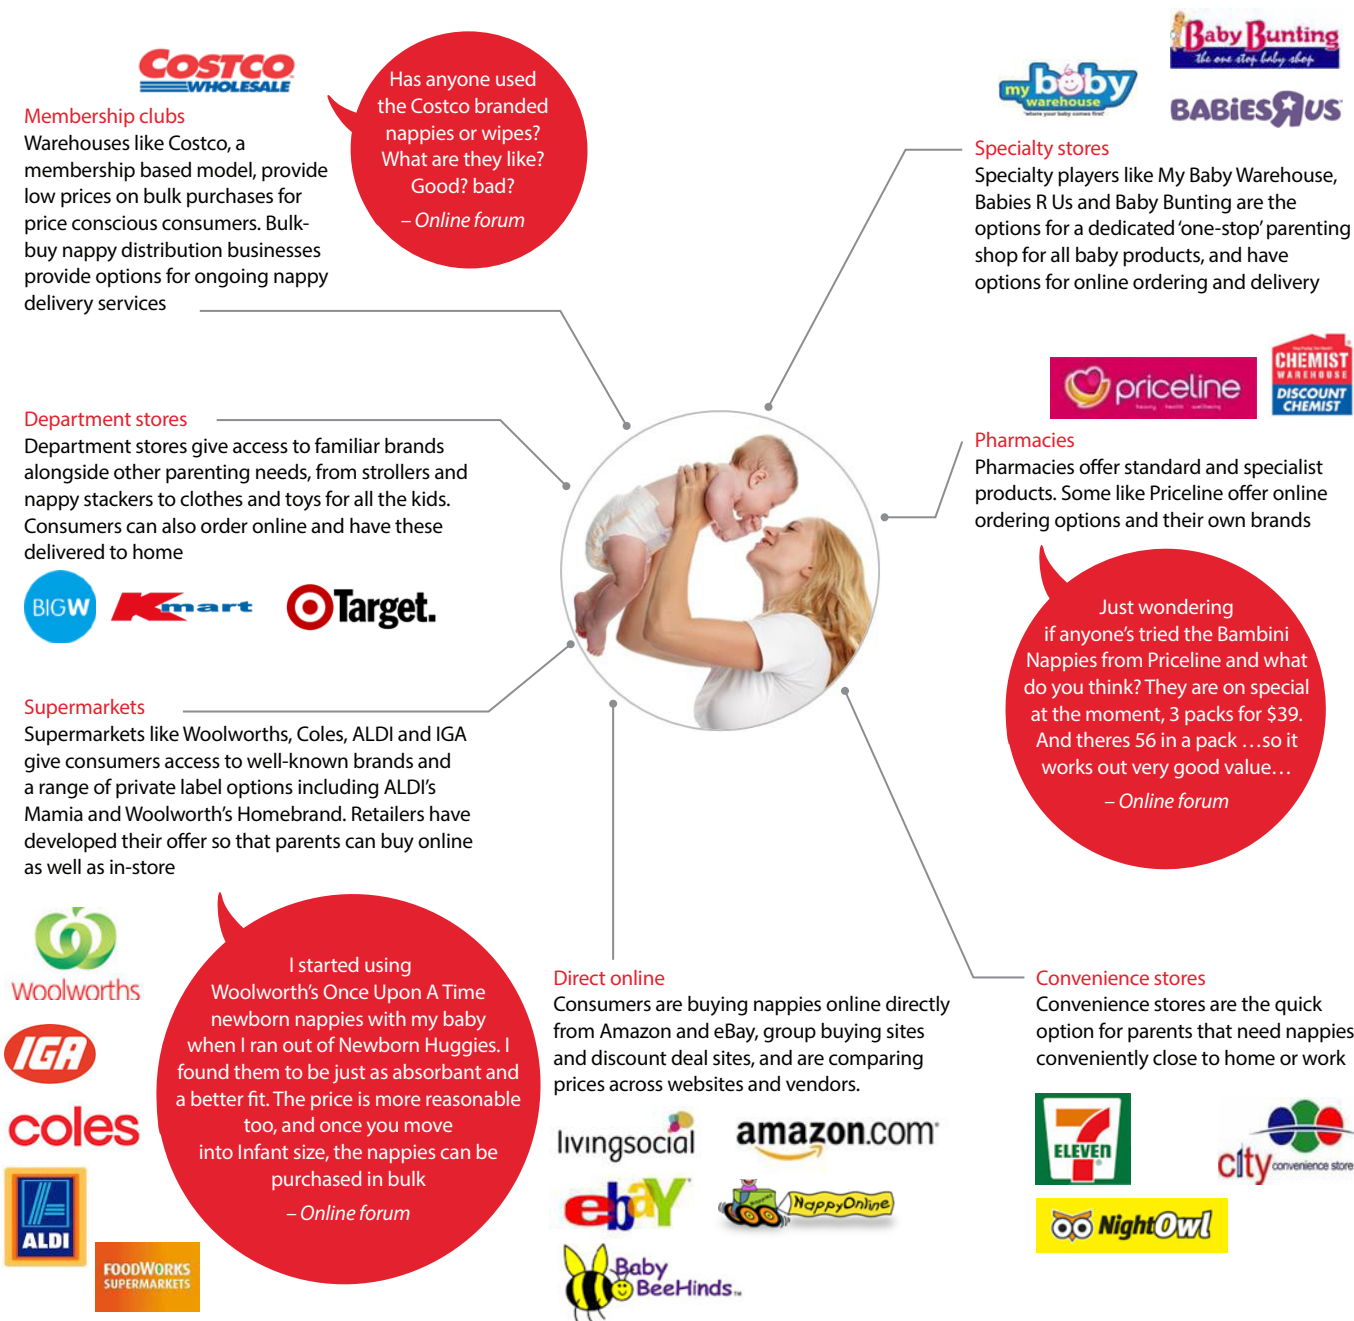 COSTCO
WHOLESALE
Membership clubs
Warehouses like Costco, a
membership based model, provide
low prices on bulk purchases for
price conscious consumers. Bulk-
buy nappy distribution businesses
provide options for ongoing nappy
delivery services
Has anyone used
the Costco branded
nappies or wipes?
What are they like?
Good? bad?
– Online forum
my baby
warehouse
"where your baby comes first"
Baby Bunting
the one stop baby shop
BABIESRUS
Specialty stores
Specialty players like My Baby Warehouse,
Babies R Us and Baby Bunting are the
options for a dedicated ‘one-stop’ parenting
shop for all baby products, and have
options for online ordering and delivery
priceline
CHEMIST
WAREHOUSE
DISCOUNT
CHEMIST
Pharmacies
Pharmacies offer standard and specialist
products. Some like Priceline offer online
ordering options and their own brands
Just wondering
if anyone’s tried the Bambini
Nappies from Priceline and what
do you think? They are on special
at the moment, 3 packs for $39.
And theres 56 in a pack …so it
works out very good value…
– Online forum
Department stores
Department stores give access to familiar brands
alongside other parenting needs, from strollers and
nappy stackers to clothes and toys for all the kids.
Consumers can also order online and have these
delivered to home
BIGW
Kmart
Target.
Supermarkets
Supermarkets like Woolworths, Coles, ALDI and IGA
give consumers access to well-known brands and
a range of private label options including ALDI’s
Mamia and Woolworth’s Homebrand. Retailers have
developed their offer so that parents can buy online
as well as in-store
Woolworths
IGA
coles
ALDI
FOODWORKS
SUPERMARKETS
I started using
Woolworth’s Once Upon A Time
newborn nappies with my baby
when I ran out of Newborn Huggies. I
found them to be just as absorbant and
a better fit. The price is more reasonable
too, and once you move
into Infant size, the nappies can be
purchased in bulk
– Online forum
Direct online
Consumers are buying nappies online directly
from Amazon and eBay, group buying sites
and discount deal sites, and are comparing
prices across websites and vendors.
livingsocial
amazon.com
ebay
NappyOnline
Baby
BeeHinds™
Convenience stores
Convenience stores are the quick
option for parents that need nappies
conveniently close to home or work
7
ELEVEn
city convenience store
NightOwl